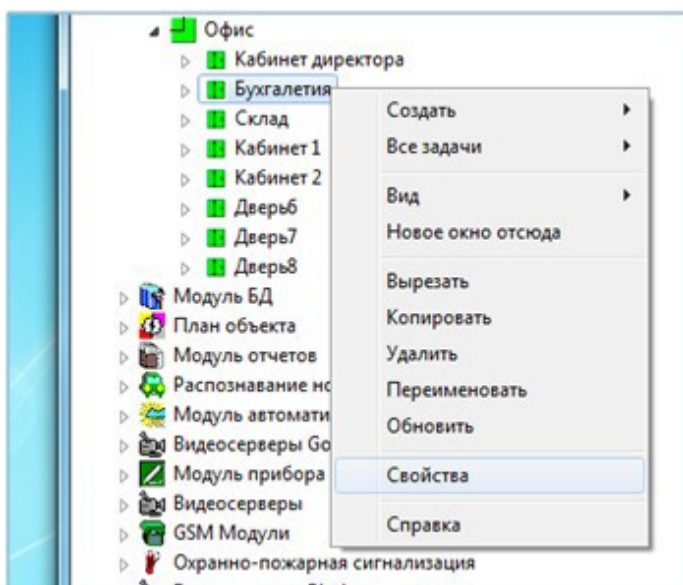 Офис
Кабинет директора
Бухгалетия
Склад
Кабинет 1
Кабинет 2
Дверь6
Дверь7
Дверь8
Модуль БД
План объекта
Модуль отчетов
Распознавание но
Модуль автомати
Видеосерверы Go
Модуль прибора
Видеосерверы
GSM Модули
Охранно-пожарная сигнализация
Создать
Все задачи
Вид
Новое окно отсюда
Вырезать
Копировать
Удалить
Переименовать
Обновить
Свойства
Справка